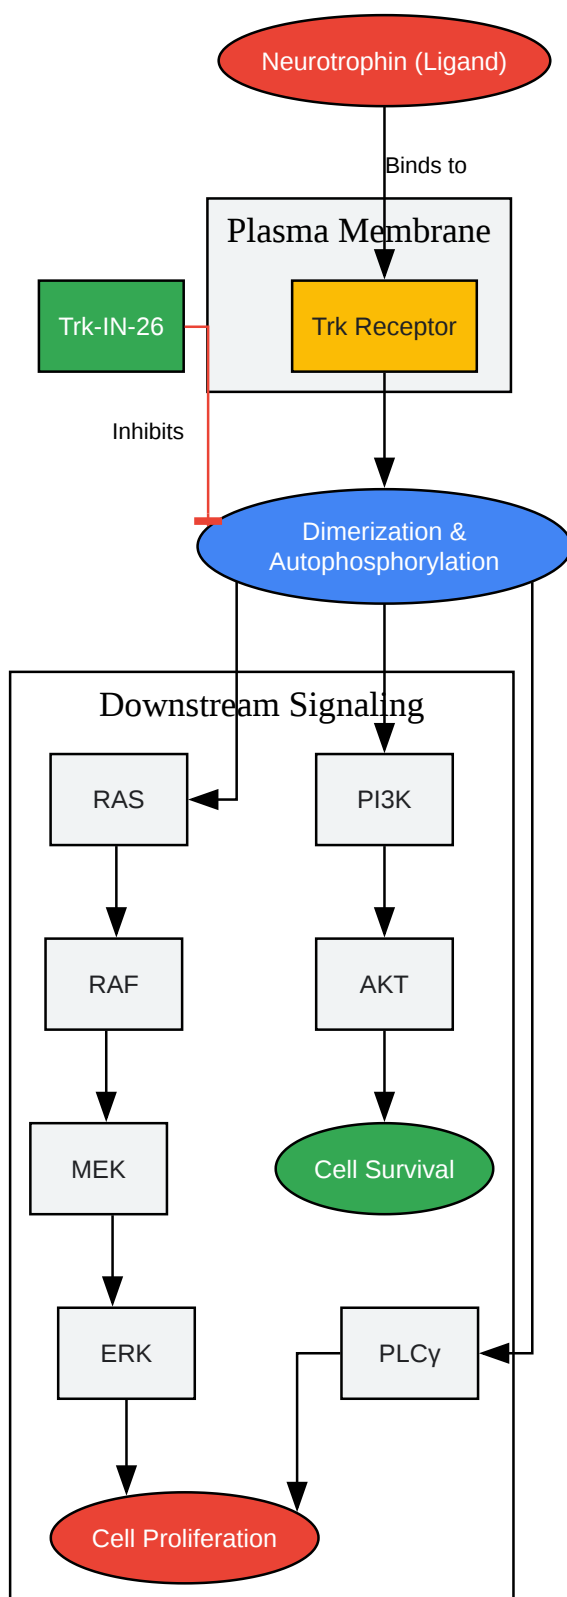 Neurotrophin (Ligand)
Binds to
Plasma Membrane
Trk-IN-26
Trk Receptor
Inhibits
Dimerization &
Autophosphorylation
Downstream Signaling
RAS
PI3K
RAF
AKT
MEK
Cell Survival
ERK
PLCγ
Cell Proliferation